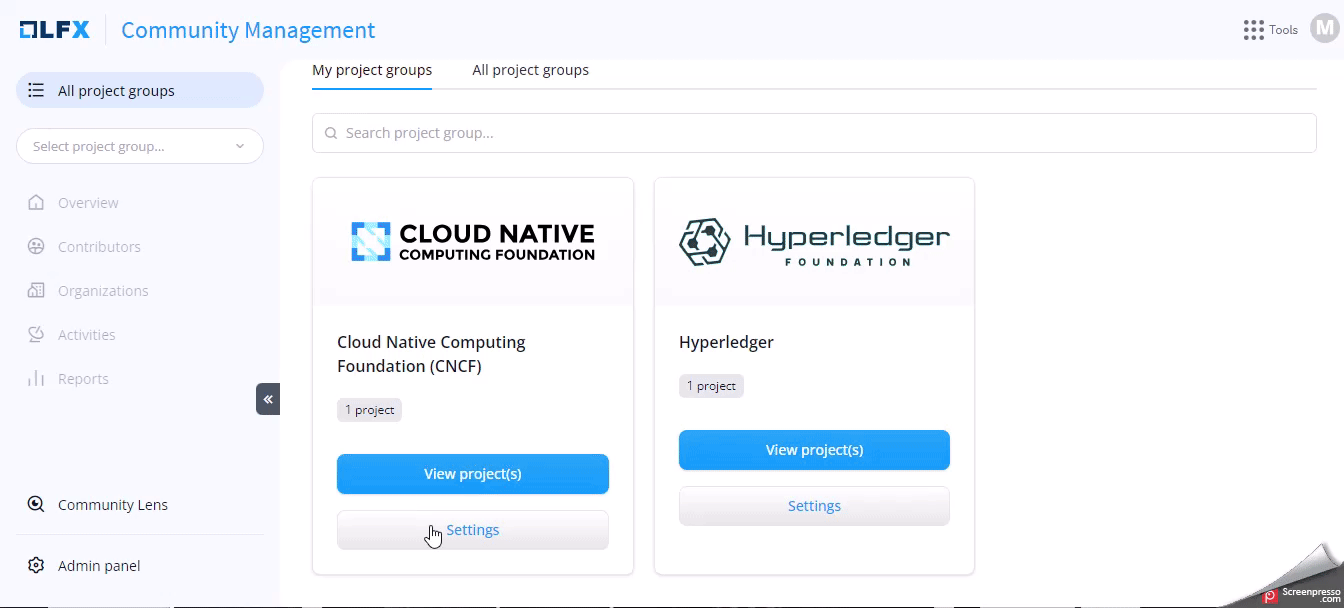 LFX
Community Management
Tools
M
All project groups
Select project group...
Overview
Contributors
Organizations
Activities
Reports
Community Lens
Admin panel
My project groups
All project groups
Search project group...
CLOUD NATIVE
COMPUTING FOUNDATION
Cloud Native Computing
Foundation (CNCF)
1 project
View project(s)
Settings
Hyperledger
FOUNDATION
Hyperledger
1 project
View project(s)
Settings
Screenpresso
.com